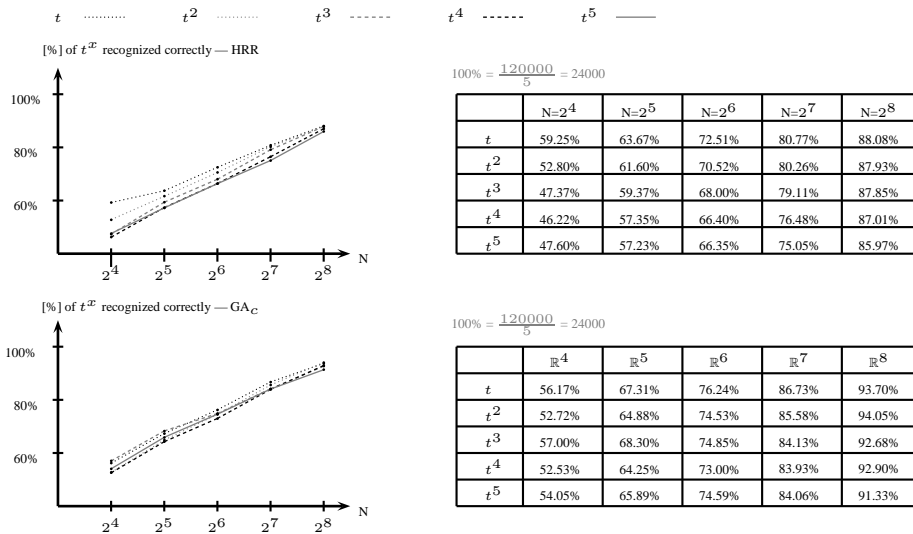 t t² t³ t⁴ t⁵
[%] of tˣ recognized correctly — HRR
100%
80%
60%
N
2⁴ 2⁵ 2⁶ 2⁷ 2⁸
100% = 120000/5 = 24000
N=2⁴ N=2⁵ N=2⁶ N=2⁷ N=2⁸
t 59.25% 63.67% 72.51% 80.77% 88.08%
t² 52.80% 61.60% 70.52% 80.26% 87.93%
t³ 47.37% 59.37% 68.00% 79.11% 87.85%
t⁴ 46.22% 57.35% 66.40% 76.48% 87.01%
t⁵ 47.60% 57.23% 66.35% 75.05% 85.97%
[%] of tˣ recognized correctly — GA_c
100%
80%
60%
N
2⁴ 2⁵ 2⁶ 2⁷ 2⁸
100% = 120000/5 = 24000
ℝ⁴ ℝ⁵ ℝ⁶ ℝ⁷ ℝ⁸
t 56.17% 67.31% 76.24% 86.73% 93.70%
t² 52.72% 64.88% 74.53% 85.58% 94.05%
t³ 57.00% 68.30% 74.85% 84.13% 92.68%
t⁴ 52.53% 64.25% 73.00% 83.93% 92.90%
t⁵ 54.05% 65.89% 74.59% 84.06% 91.33%